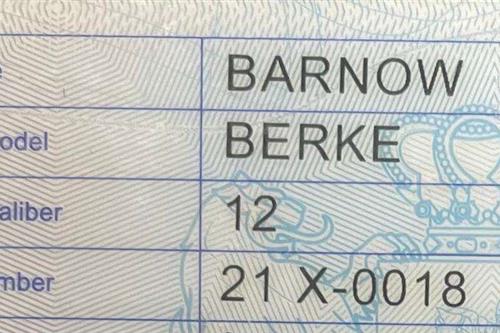 e BARNOW
odel BERKE
aliber 12
mber 21 X-0018